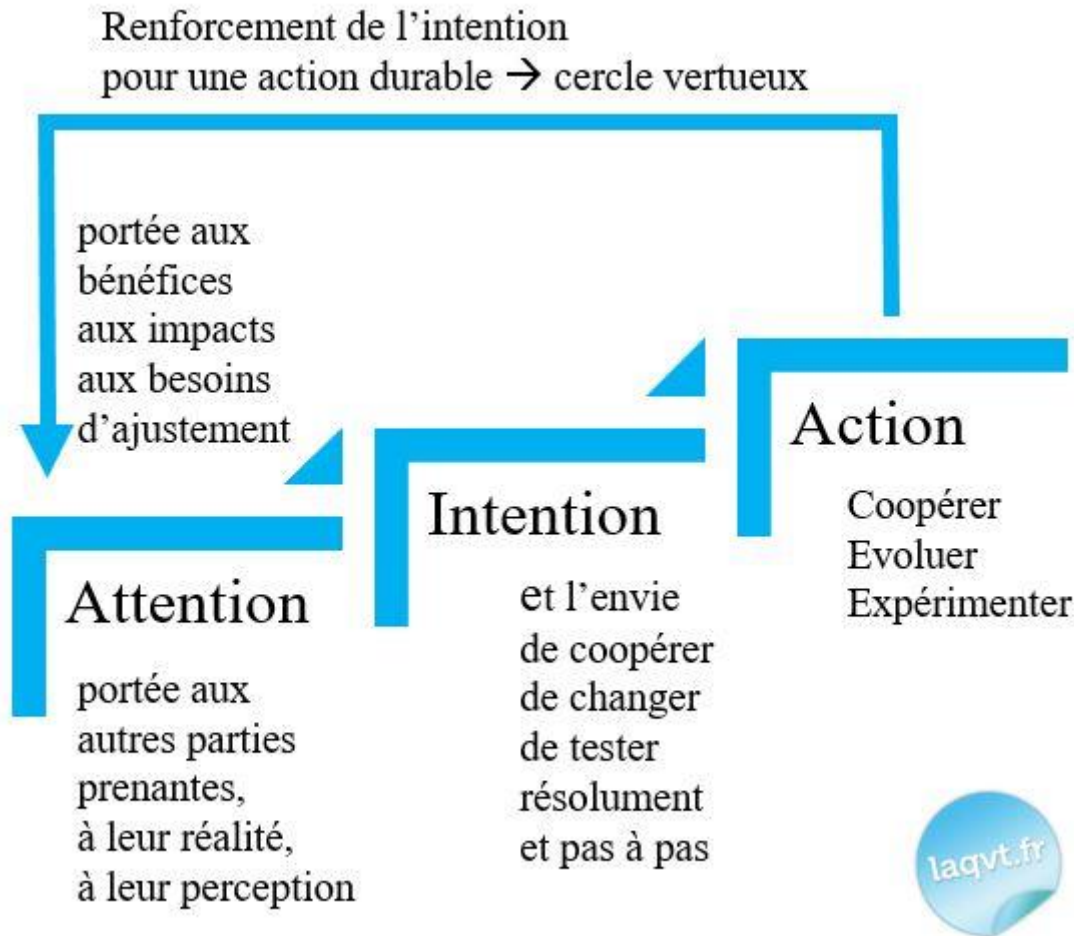 Renforcement de l’intention
pour une action durable → cercle vertueux
portée aux
bénéfices
aux impacts
aux besoins
d’ajustement
Attention
portée aux
autres parties
prenantes,
à leur réalité,
à leur perception
Intention
et l’envie
de coopérer
de changer
de tester
résolument
et pas à pas
Action
Coopérer
Evoluer
Expérimenter
laqvt.fr